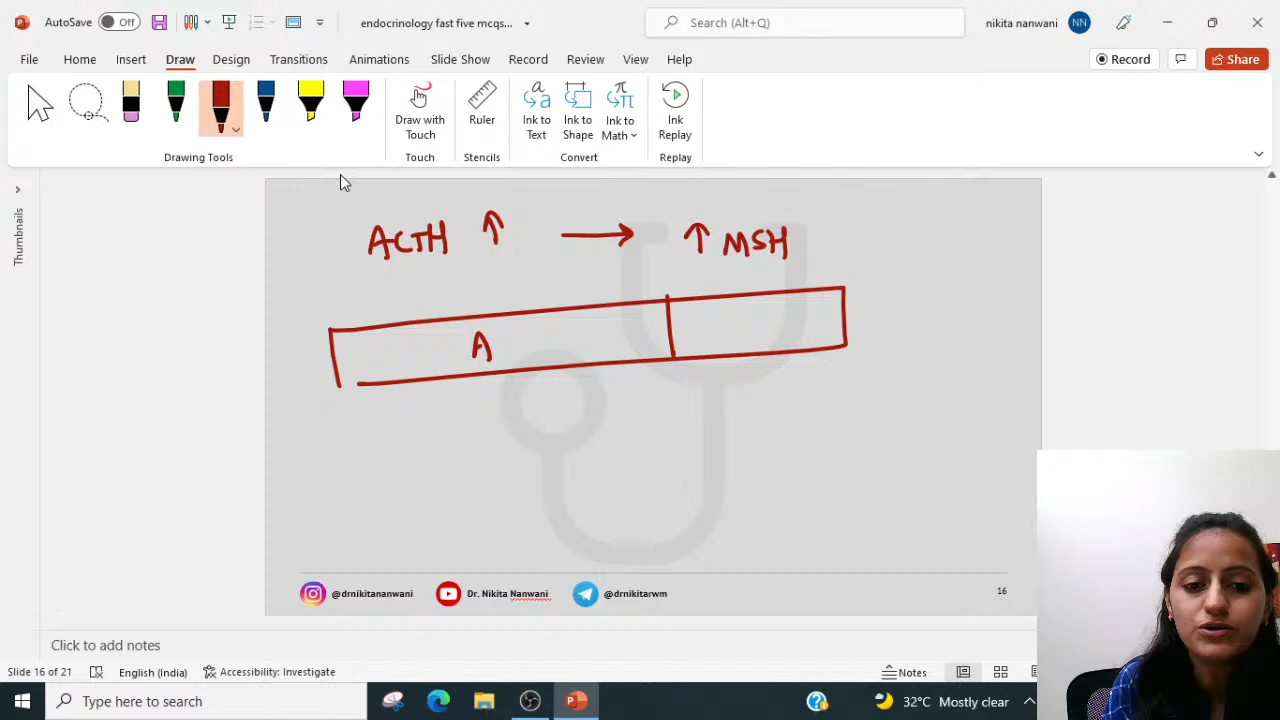 AutoSave Off endocrinology fast five mcqs... Search (Alt+Q) nikita nanwani NN
File Home Insert Draw Design Transitions Animations Slide Show Record Review View Help Record Share
Draw with Touch
Ruler
Ink to Text
Ink to Shape
Ink to Math
Ink Replay
Drawing Tools Touch Stencils Convert Replay
Thumbnails
ACTH ↑ → ↑ MSH
A
@drnikitananwani Dr. Nikita Nanwani @drnikitarwm 16
Click to add notes
Slide 16 of 21 English (India) Accessibility: Investigate Notes
Type here to search 32°C Mostly clear